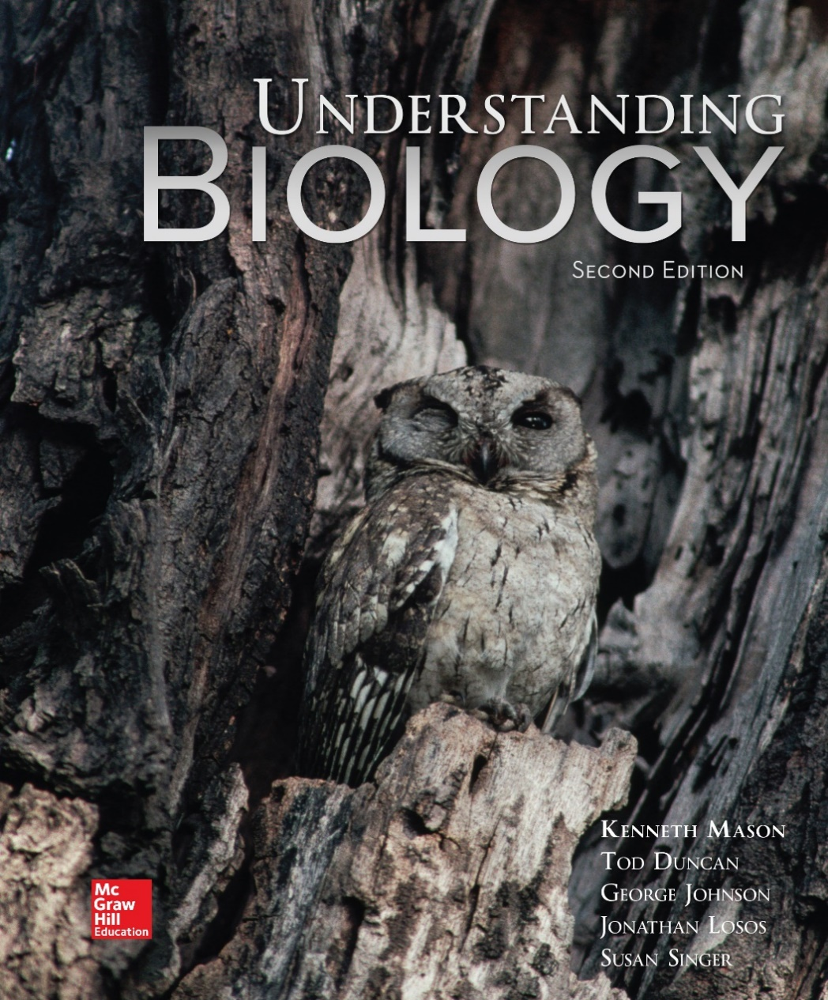 UNDERSTANDING
BIOLOGY
SECOND EDITION
KENNETH MASON
TOD DUNCAN
GEORGE JOHNSON
JONATHAN LOSOS
SUSAN SINGER
Mc
Graw
Hill
Education